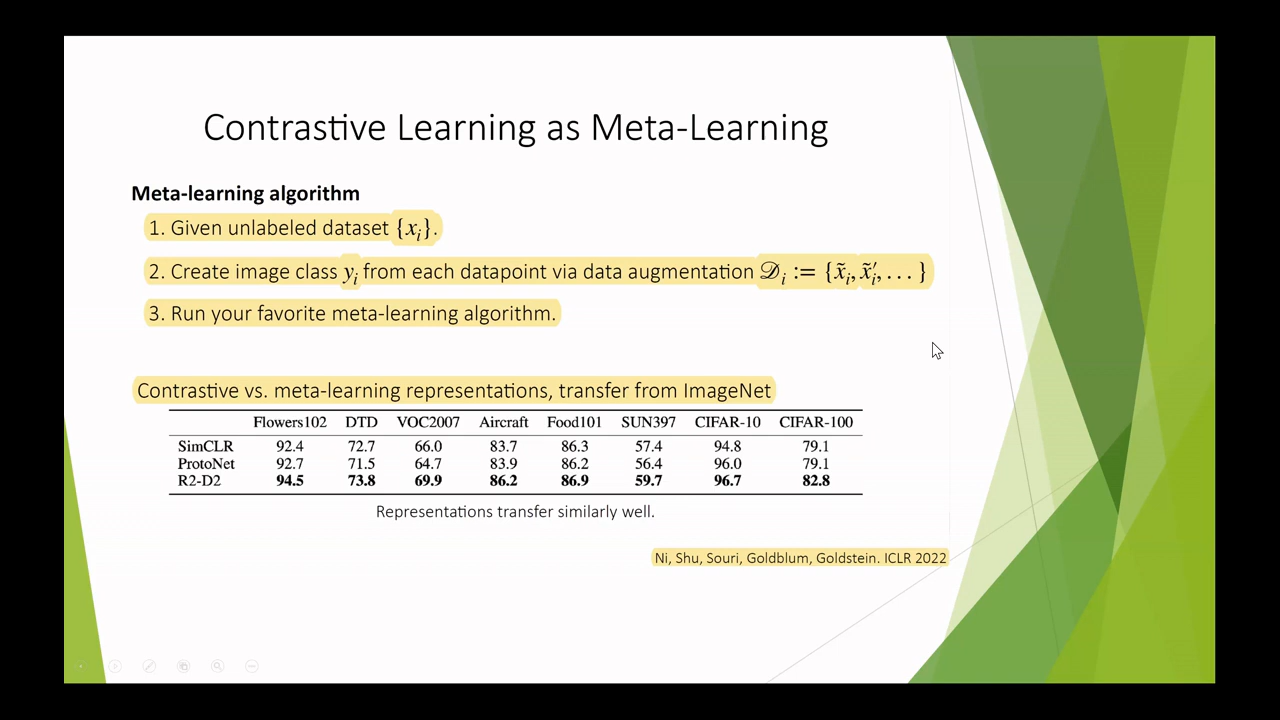 Contrastive Learning as Meta-Learning
Meta-learning algorithm
1. Given unlabeled dataset {xᵢ}.
2. Create image class yᵢ from each datapoint via data augmentation 𝒟ᵢ := {x̃ᵢ, x̃ᵢ′, . . . }
3. Run your favorite meta-learning algorithm.
Contrastive vs. meta-learning representations, transfer from ImageNet
Flowers102 DTD VOC2007 Aircraft Food101 SUN397 CIFAR-10 CIFAR-100
SimCLR 92.4 72.7 66.0 83.7 86.3 57.4 94.8 79.1
ProtoNet 92.7 71.5 64.7 83.9 86.2 56.4 96.0 79.1
R2-D2 94.5 73.8 69.9 86.2 86.9 59.7 96.7 82.8
Representations transfer similarly well.
Ni, Shu, Souri, Goldblum, Goldstein. ICLR 2022